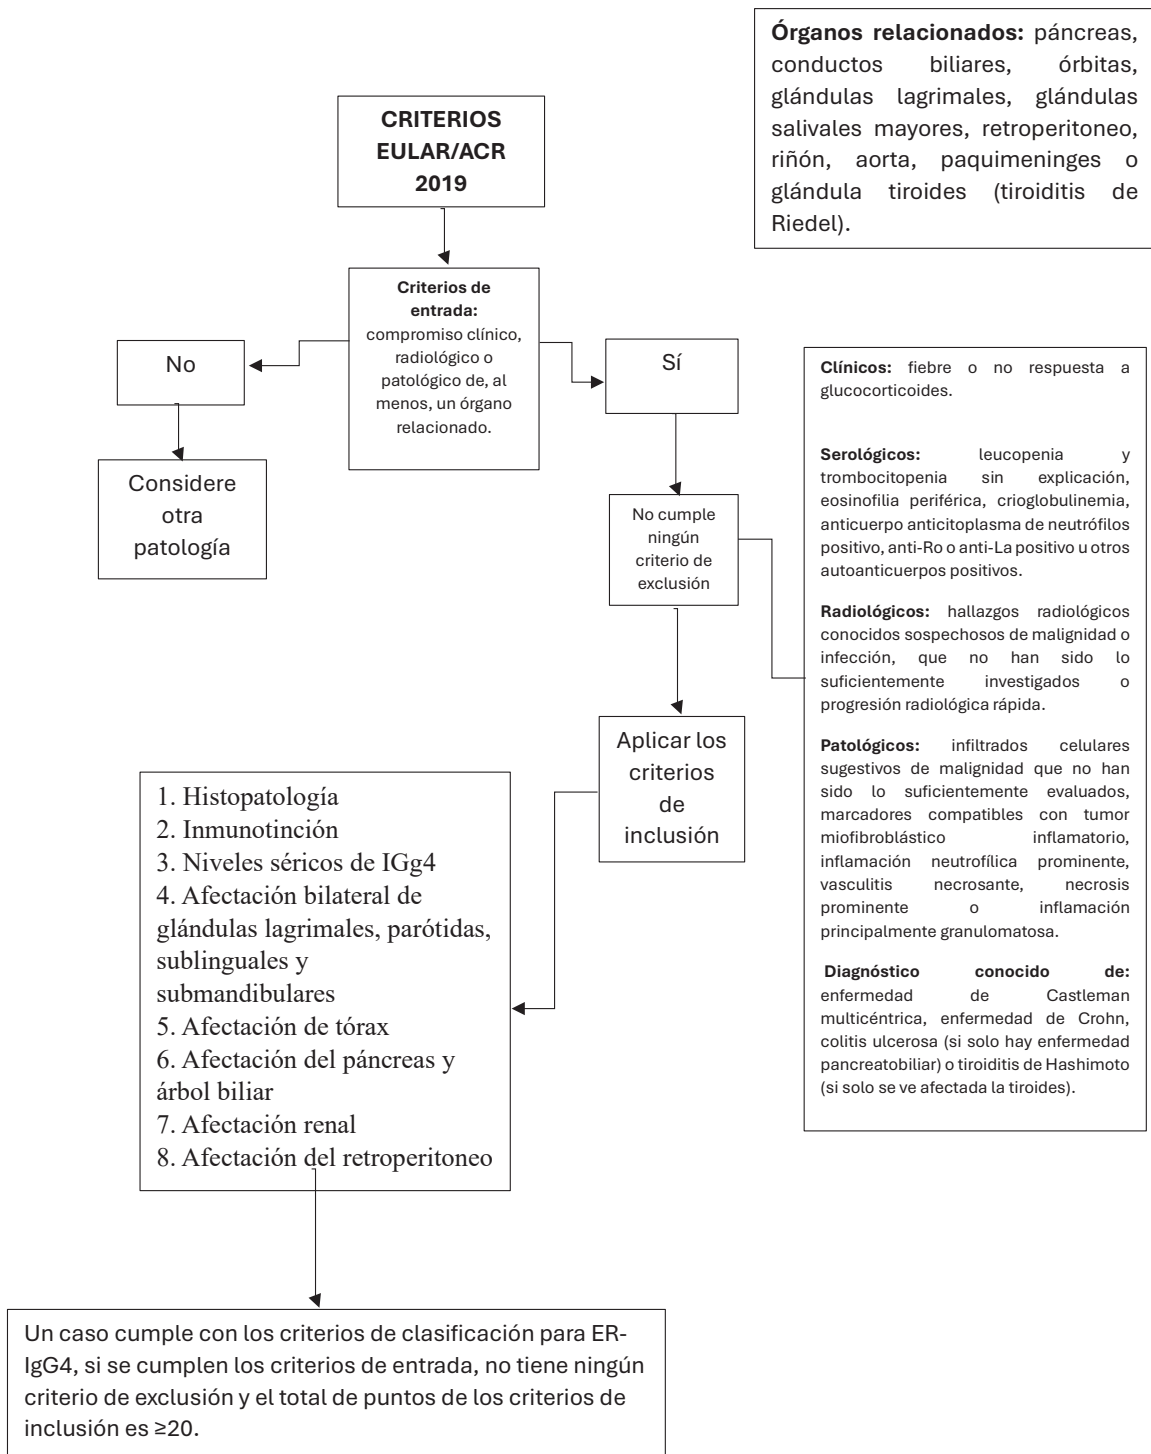 Órganos relacionados: páncreas,
conductos biliares, órbitas,
glándulas lagrimales, glándulas
salivales mayores, retroperitoneo,
riñón, aorta, paquimeninges o
glándula tiroides (tiroiditis de
Riedel).
CRITERIOS
EULAR/ACR
2019
Criterios de
entrada:
compromiso clínico,
radiológico o
patológico de, al
menos, un órgano
relacionado.
No
Sí
Considere
otra
patología
No cumple
ningún
criterio de
exclusión
Clínicos: fiebre o no respuesta a
glucocorticoides.
Serológicos: leucopenia y
trombocitopenia sin explicación,
eosinofilia periférica, crioglobulinemia,
anticuerpo anticitoplasma de neutrófilos
positivo, anti-Ro o anti-La positivo u otros
autoanticuerpos positivos.
Radiológicos: hallazgos radiológicos
conocidos sospechosos de malignidad o
infección, que no han sido lo
suficientemente investigados o
progresión radiológica rápida.
Patológicos: infiltrados celulares
sugestivos de malignidad que no han
sido lo suficientemente evaluados,
marcadores compatibles con tumor
miofibroblástico inflamatorio,
inflamación neutrofílica prominente,
vasculitis necrosante, necrosis
prominente o inflamación
principalmente granulomatosa.
Diagnóstico conocido de:
enfermedad de Castleman
multicéntrica, enfermedad de Crohn,
colitis ulcerosa (si solo hay enfermedad
pancreatobiliar) o tiroiditis de Hashimoto
(si solo se ve afectada la tiroides).
Aplicar los
criterios
de
inclusión
1. Histopatología
2. Inmunotinción
3. Niveles séricos de IGg4
4. Afectación bilateral de
glándulas lagrimales, parótidas,
sublinguales y
submandibulares
5. Afectación de tórax
6. Afectación del páncreas y
árbol biliar
7. Afectación renal
8. Afectación del retroperitoneo
Un caso cumple con los criterios de clasificación para ER-
IgG4, si se cumplen los criterios de entrada, no tiene ningún
criterio de exclusión y el total de puntos de los criterios de
inclusión es ≥20.